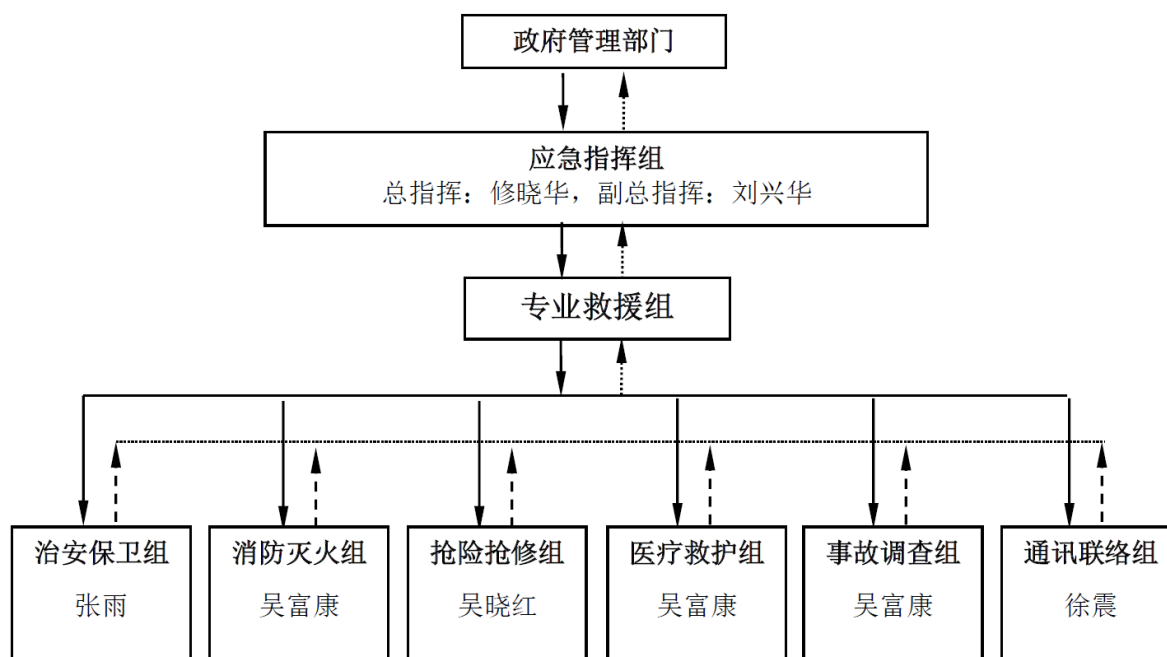 政府管理部门
应急指挥组
总指挥：修晓华，副总指挥：刘兴华
专业救援组
治安保卫组
张雨
消防灭火组
吴富康
抢险抢修组
吴晓红
医疗救护组
吴富康
事故调查组
吴富康
通讯联络组
徐震